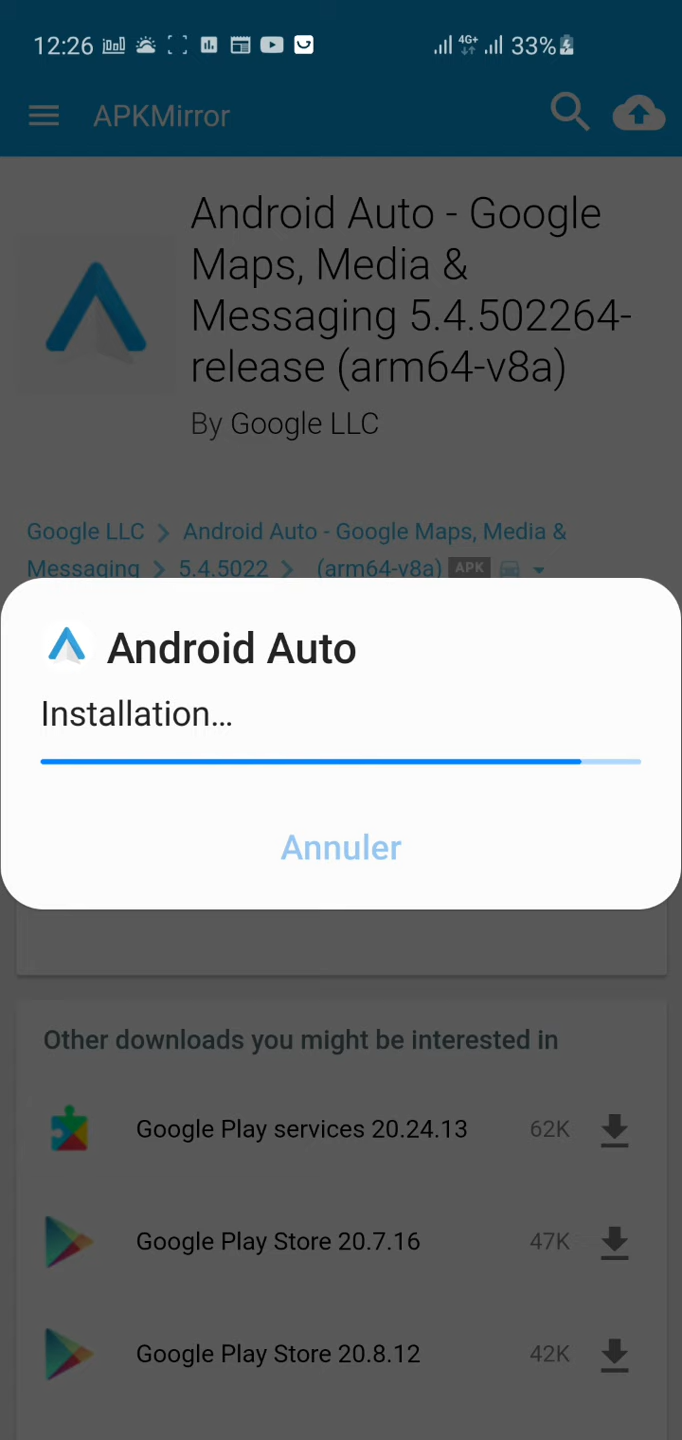 12:26
4G+
33%
APKMirror
Android Auto - Google
Maps, Media &
Messaging 5.4.502264-
release (arm64-v8a)
By Google LLC
Google LLC > Android Auto - Google Maps, Media &
Messaging > 5.4.5022 > (arm64-v8a) APK
Android Auto
Installation...
Annuler
Other downloads you might be interested in
Google Play services 20.24.13 62K
Google Play Store 20.7.16 47K
Google Play Store 20.8.12 42K